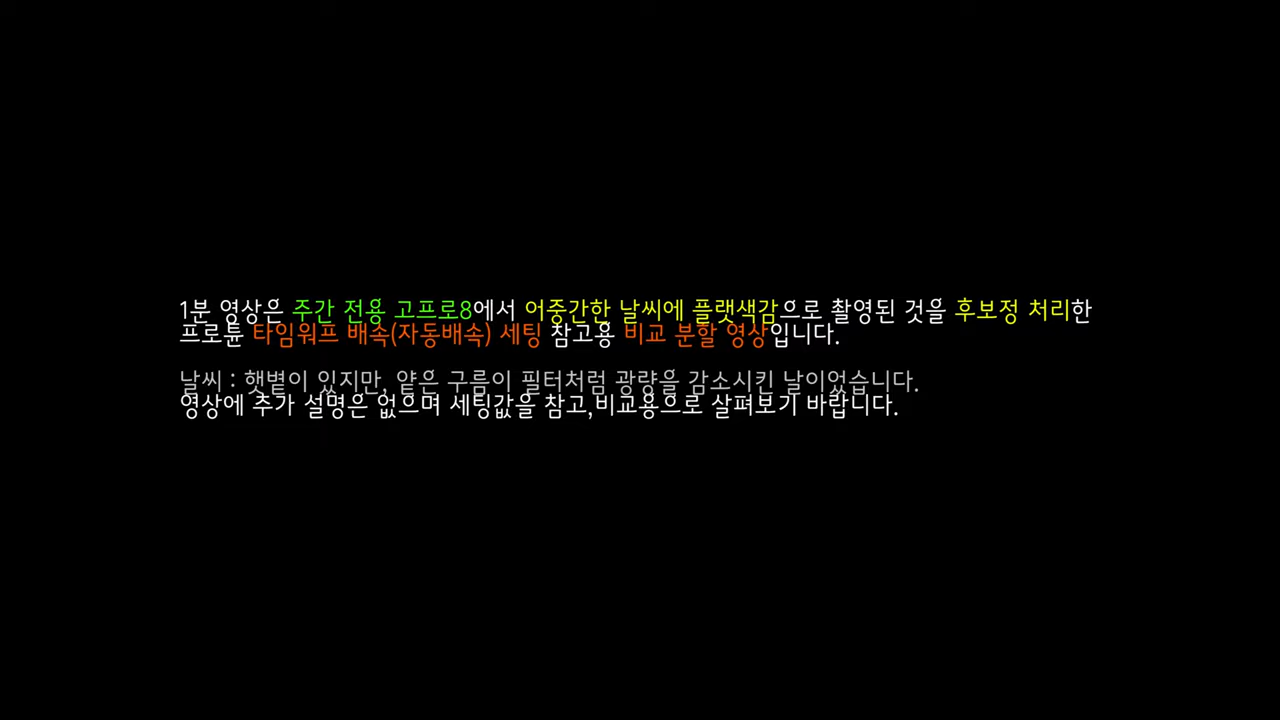 1분 영상은 주간 전용 고프로8에서 어중간한 날씨에 플랫색감으로 촬영된 것을 후보정 처리한
프로튠 타임워프 배속(자동배속) 세팅 참고용 비교 분할 영상입니다.
날씨 : 햇볕이 있지만, 얕은 구름이 필터처럼 광량을 감소시킨 날이었습니다.
영상에 추가 설명은 없으며 세팅값을 참고,비교용으로 살펴보기 바랍니다.